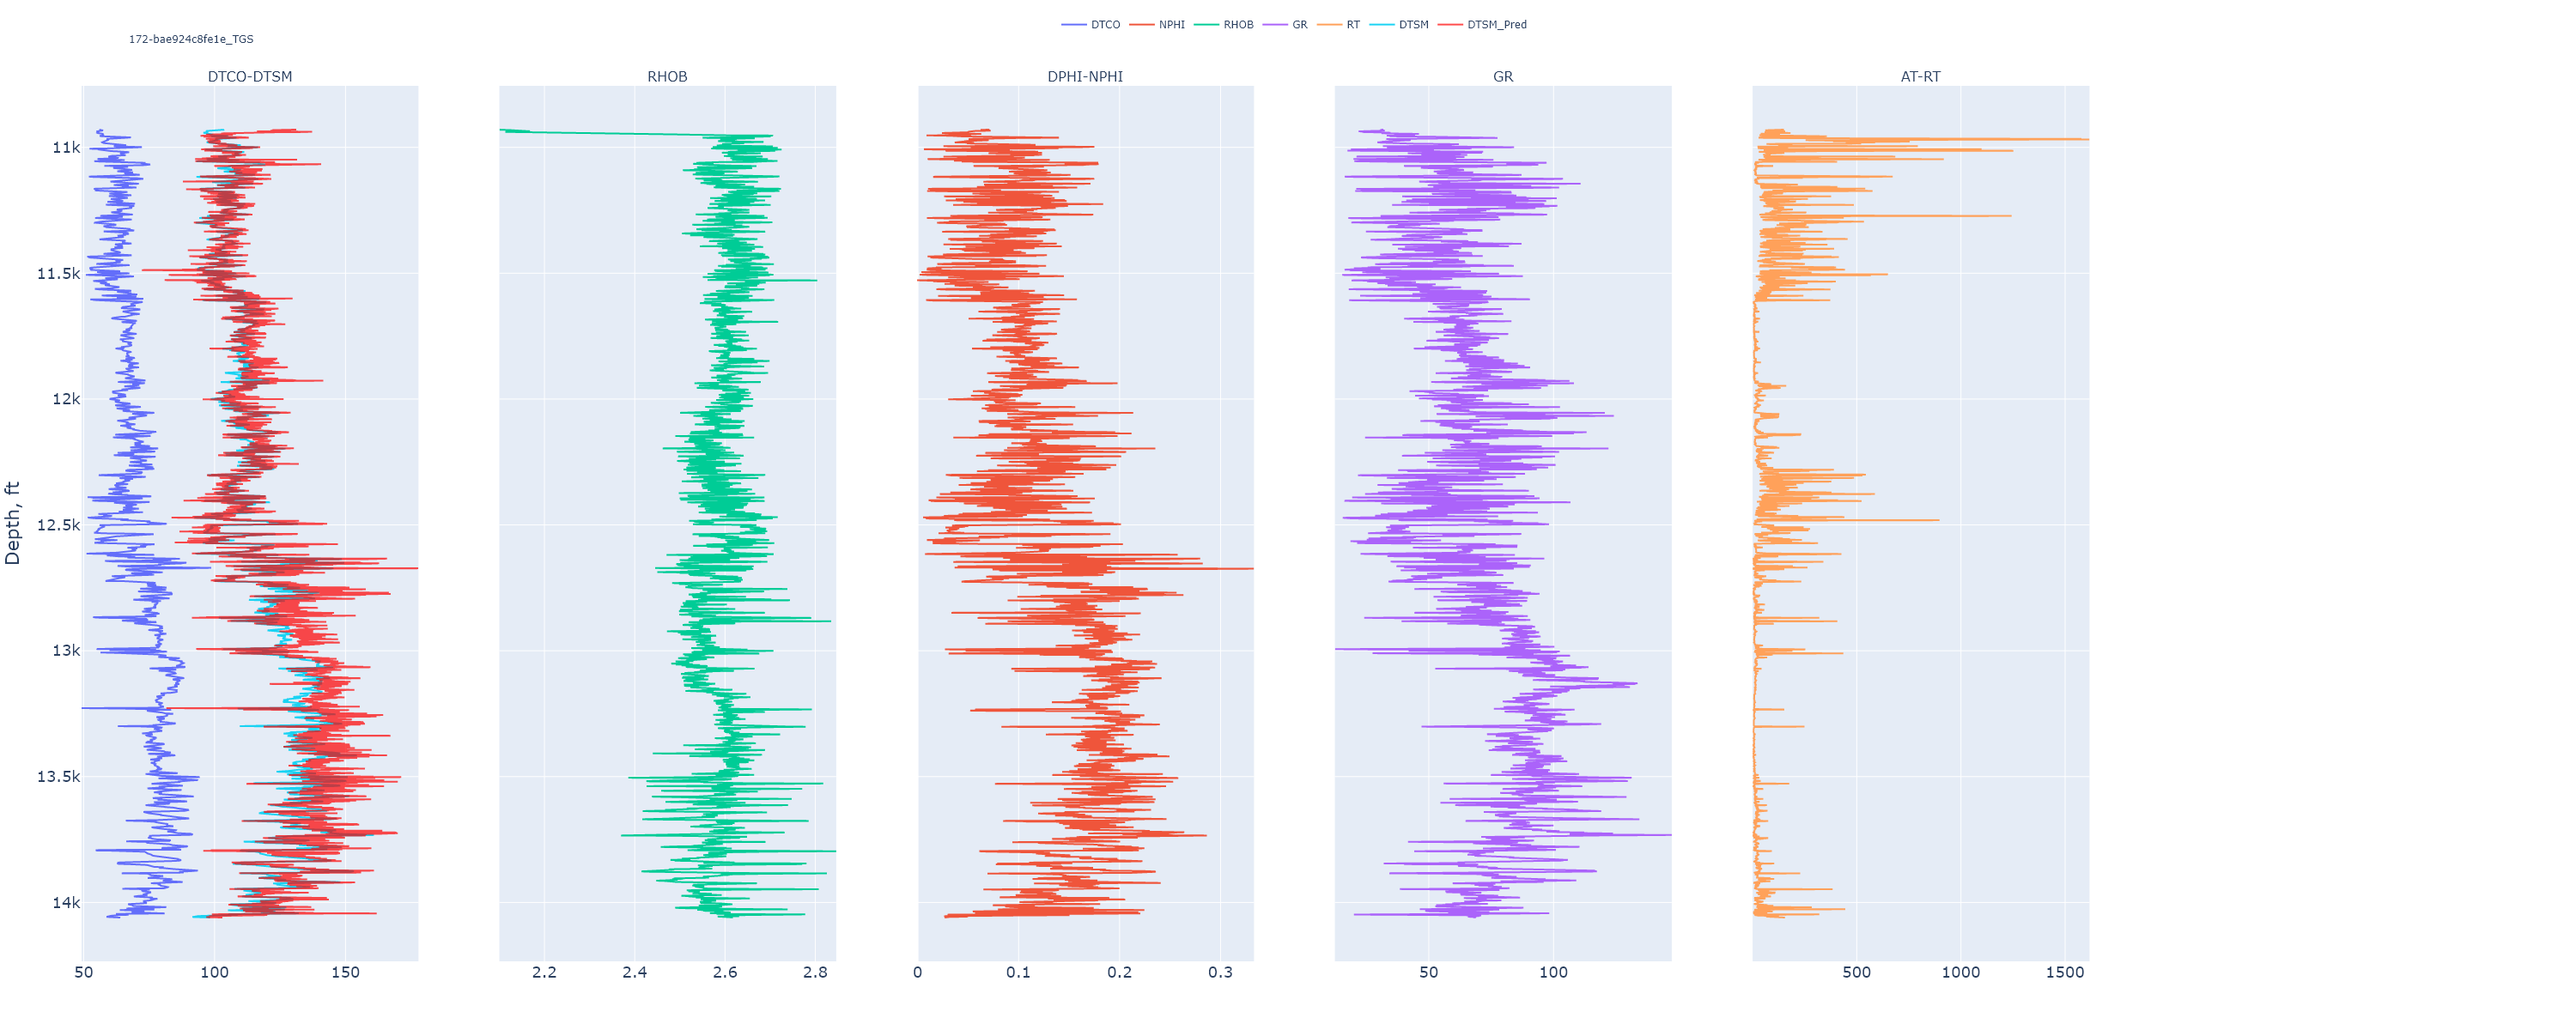 DTCO NPHI RHOB GR RT DTSM DTSM_Pred
172-bae924c8fe1e_TGS
DTCO-DTSM RHOB DPHI-NPHI GR AT-RT
Depth, ft
11k
11.5k
12k
12.5k
13k
13.5k
14k
50 100 150 2.2 2.4 2.6 2.8 0 0.1 0.2 0.3 50 100 500 1000 1500